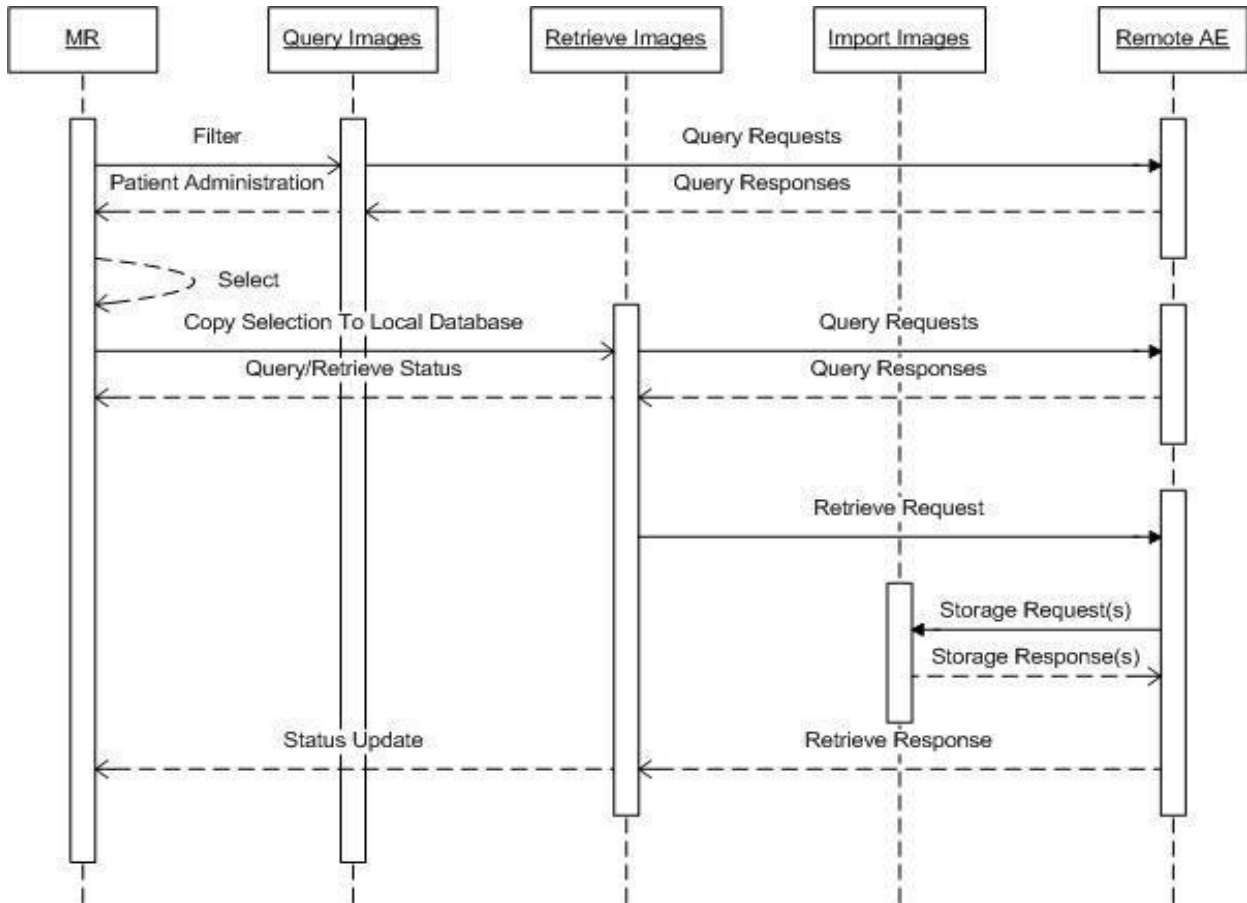 MR
Query Images
Retrieve Images
Import Images
Remote AE
Filter
Query Requests
Patient Administration
Query Responses
Select
Copy Selection To Local Database
Query Requests
Query/Retrieve Status
Query Responses
Retrieve Request
Storage Request(s)
Storage Response(s)
Status Update
Retrieve Response